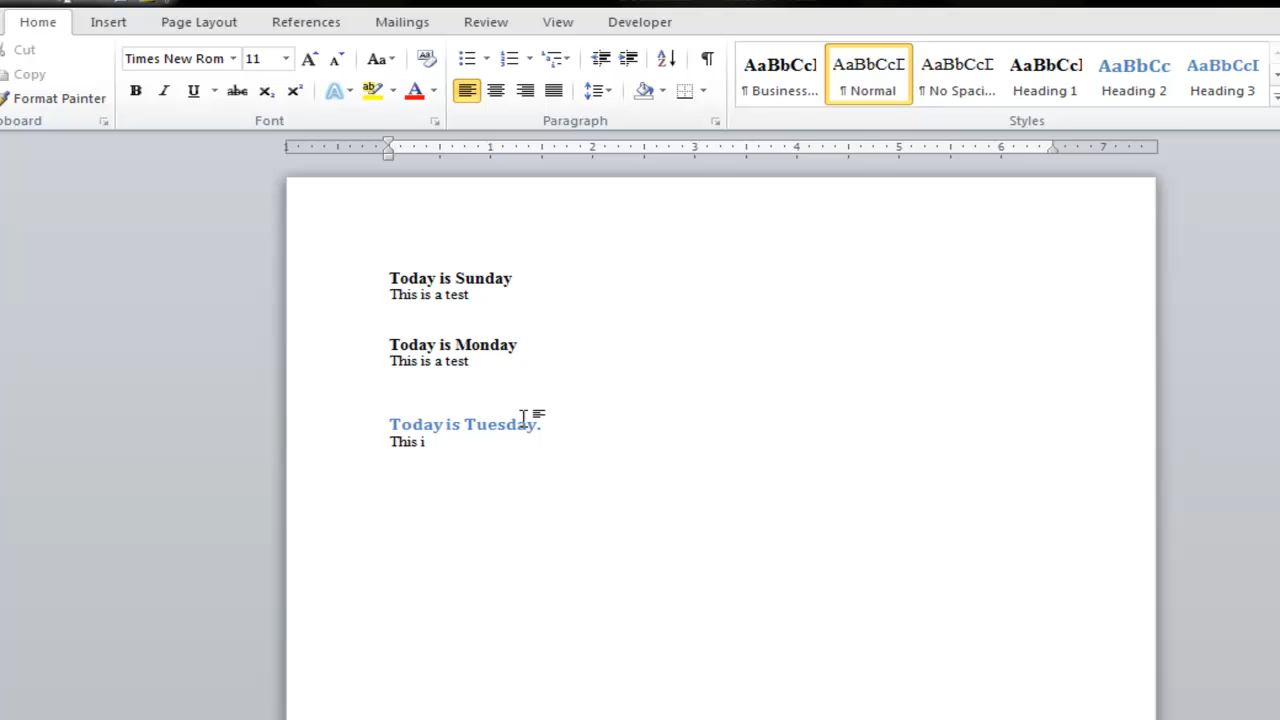 Home Insert Page Layout References Mailings Review View Developer
Cut
Copy
Format Painter
Times New Rom 11
Aa
B I U abc x₂ x² A ab A
AaBbCcI AaBbCcI AaBbCcI AaBbCcI AaBbCc AaBbCcI
¶ Business... ¶ Normal ¶ No Spaci... Heading 1 Heading 2 Heading 3
board Font Paragraph Styles
1 1 2 3 4 5 6 7
Today is Sunday
This is a test
Today is Monday
This is a test
Today is Tuesday.
This i